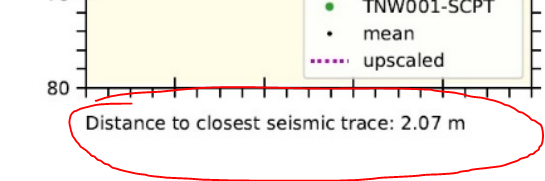 TNW001-SCPT
mean
upscaled
80
Distance to closest seismic trace: 2.07 m